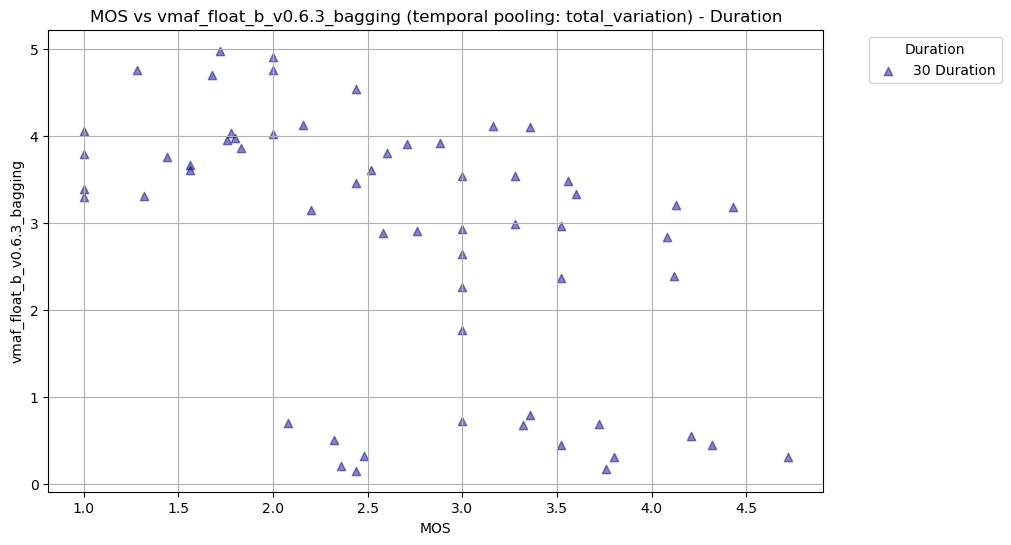 MOS vs vmaf_float_b_v0.6.3_bagging (temporal pooling: total_variation) - Duration
Duration
30 Duration
vmaf_float_b_v0.6.3_bagging
5
4
3
2
1
0
1.0 1.5 2.0 2.5 3.0 3.5 4.0 4.5
MOS